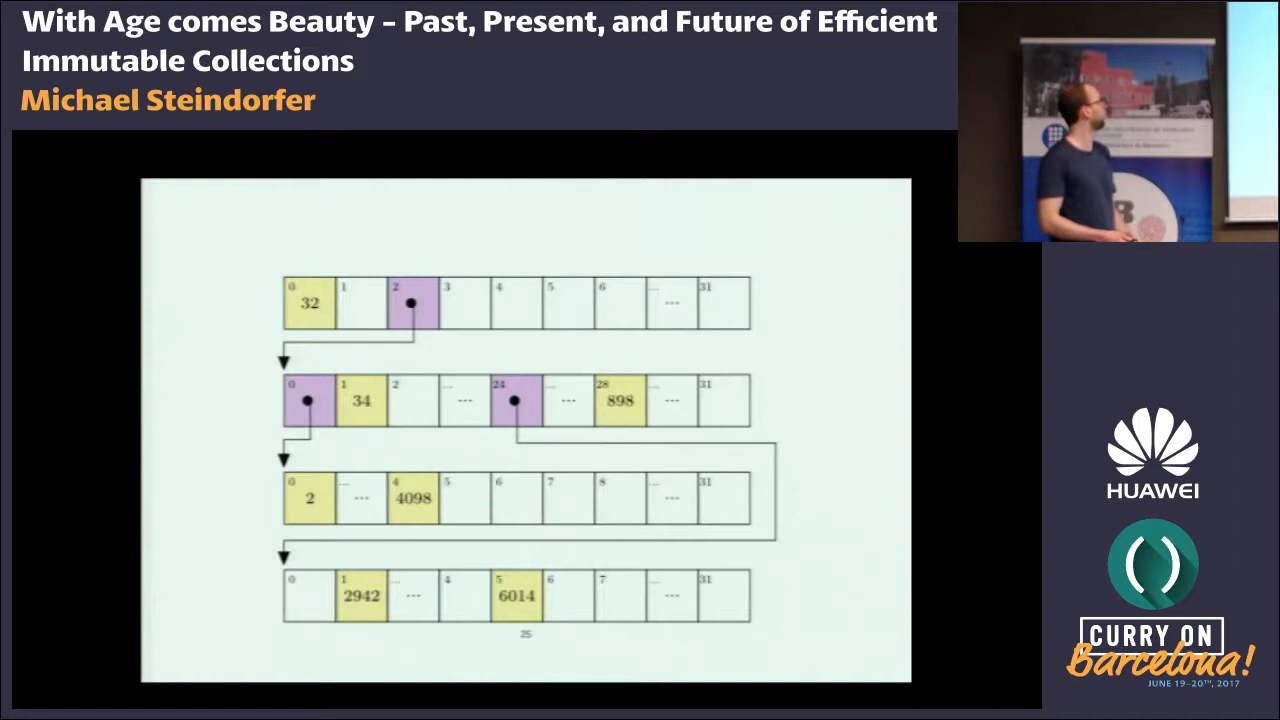 With Age comes Beauty – Past, Present, and Future of Efficient
Immutable Collections
Michael Steindorfer
0 1 2 3 4 5 6 ... 31
32 ---
0 1 2 ... 24 ... 28 ... 31
34 --- --- 898 ---
0 ... 4 5 6 7 8 ... 31
2 --- 4098 ---
0 1 ... 4 5 6 7 ... 31
2942 --- 6014 ---
25
HUAWEI
CURRY ON
Barcelona!
JUNE 19-20TH, 2017